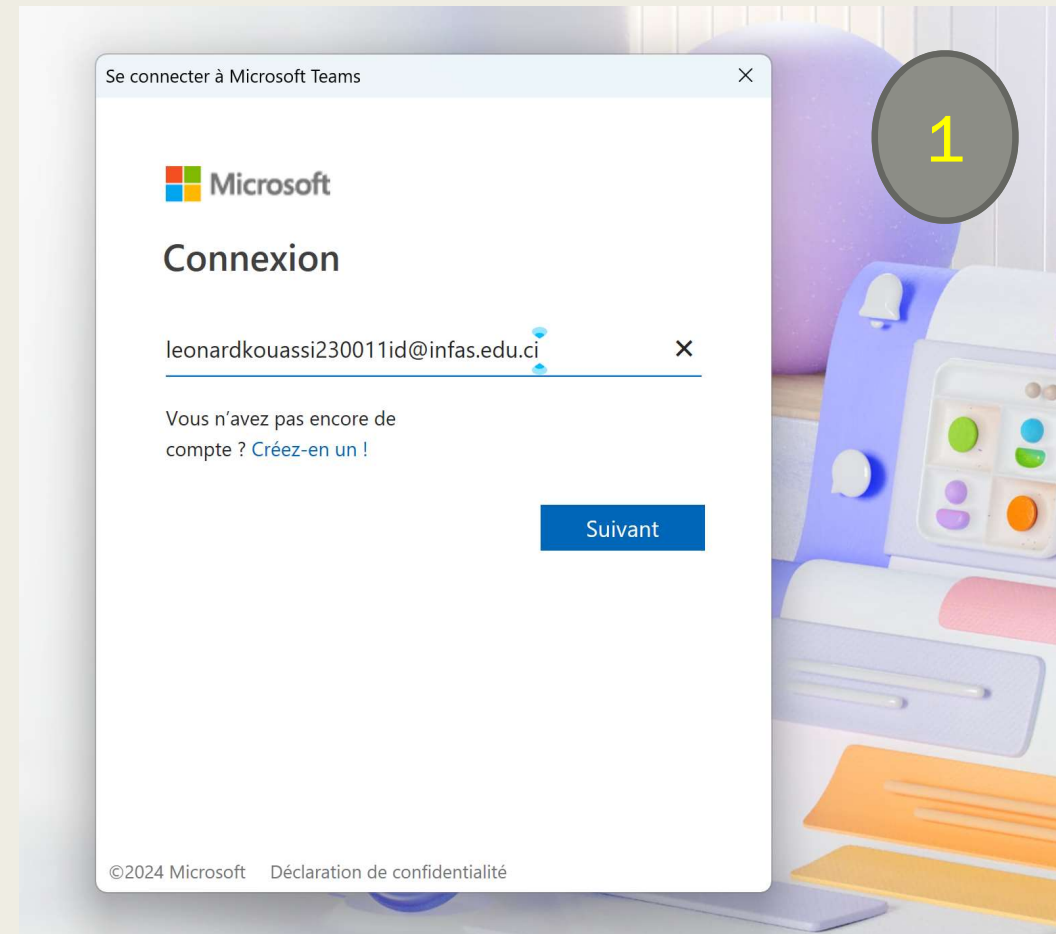 Se connecter à Microsoft Teams
1
Microsoft
Connexion
leonardkouassi230011id@infas.edu.ci
Vous n’avez pas encore de
compte ? Créez-en un !
Suivant
©2024 Microsoft Déclaration de confidentialité